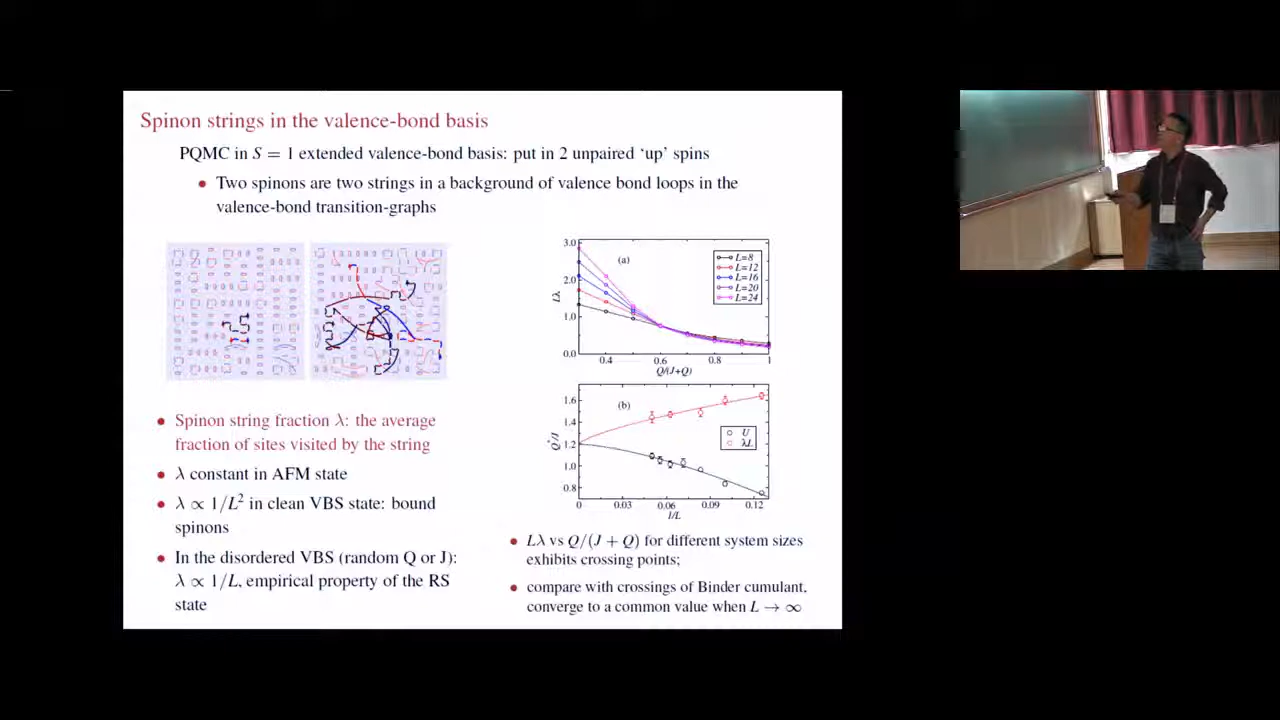 Spinon strings in the valence-bond basis
PQMC in S = 1 extended valence-bond basis: put in 2 unpaired ‘up’ spins
• Two spinons are two strings in a background of valence bond loops in the
valence-bond transition-graphs
• Spinon string fraction λ: the average
fraction of sites visited by the string
• λ constant in AFM state
• λ ∝ 1/L² in clean VBS state: bound
spinons
• In the disordered VBS (random Q or J):
λ ∝ 1/L, empirical property of the RS
state
(a)
L=8
L=12
L=16
L=20
L=24
3.0
2.0
1.0
0.0
Lλ
0.4 0.6 0.8 1
Q/(J+Q)
(b)
U
λL
1.6
1.4
1.2
1.0
0.8
Q*/J
0 0.03 0.06 0.09 0.12
1/L
• Lλ vs Q/(J + Q) for different system sizes
exhibits crossing points;
• compare with crossings of Binder cumulant,
converge to a common value when L → ∞